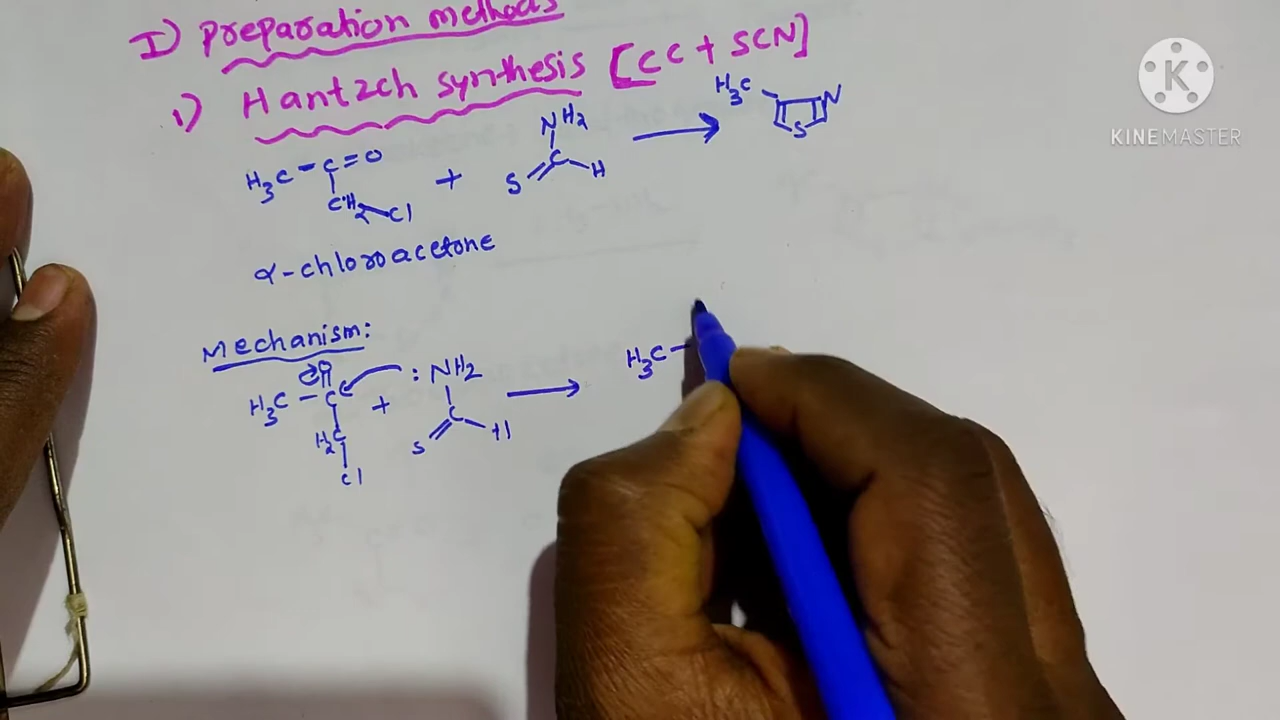 I) preparation methods
1) Hantzch synthesis [CC + SCN]
H3C-C=O + NH2 → H3C N
CH2-Cl S C H S
α-chloroacetone
Mechanism:
O
H3C-C + :NH2 → H3C-
H2C S C H
Cl
KINEMASTER